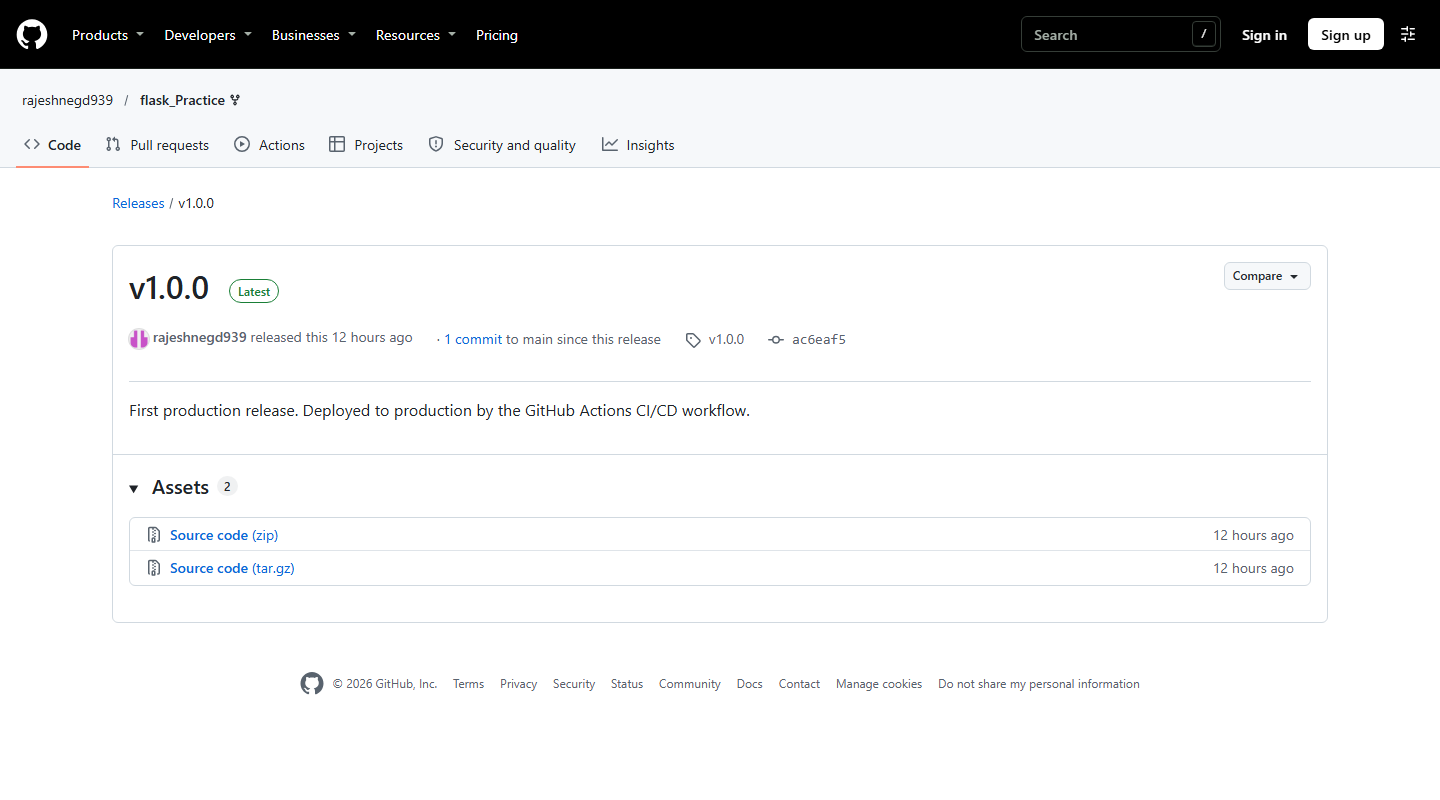 Products Developers Businesses Resources Pricing Search / Sign in Sign up
rajeshnegd939 / flask_Practice
Code Pull requests Actions Projects Security and quality Insights
Releases / v1.0.0
v1.0.0 Latest Compare
rajeshnegd939 released this 12 hours ago · 1 commit to main since this release v1.0.0 ac6eaf5
First production release. Deployed to production by the GitHub Actions CI/CD workflow.
Assets 2
Source code (zip) 12 hours ago
Source code (tar.gz) 12 hours ago
© 2026 GitHub, Inc. Terms Privacy Security Status Community Docs Contact Manage cookies Do not share my personal information